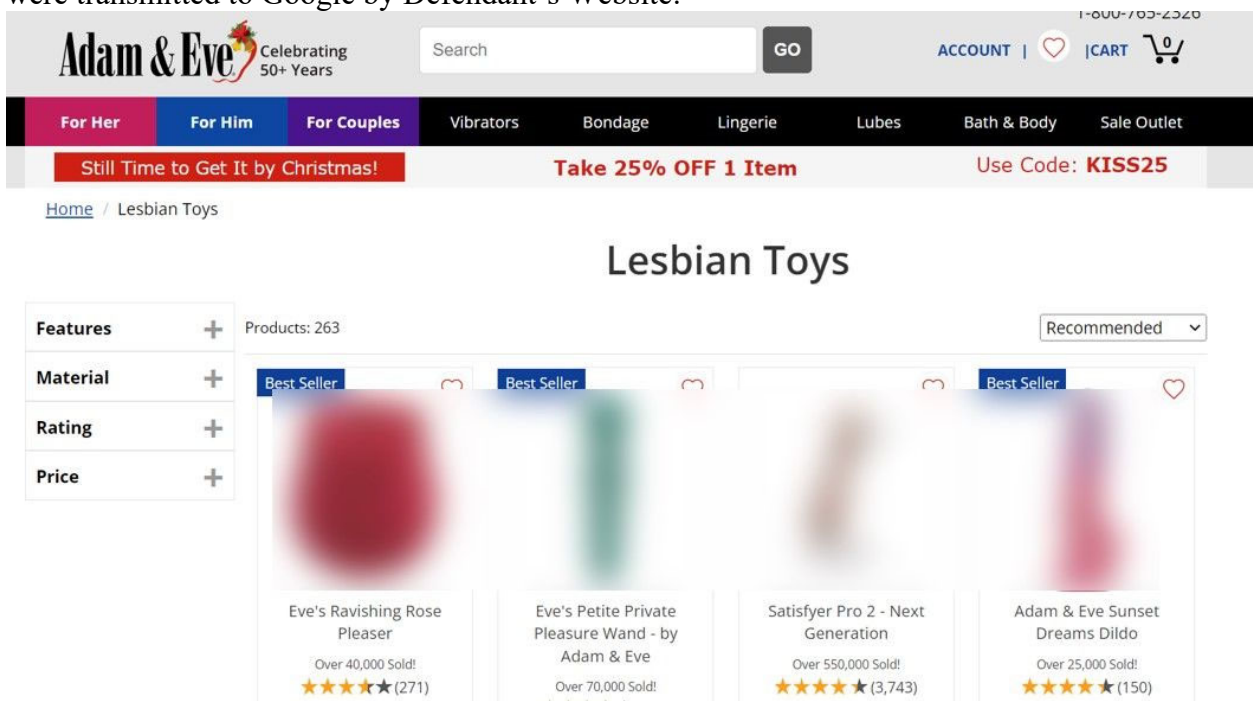 were transmitted to Google by Defendant's Website:
1-800-765-2326
Adam & Eve
Celebrating
50+ Years
Search
GO
ACCOUNT |
|CART 0
For Her For Him For Couples Vibrators Bondage Lingerie Lubes Bath & Body Sale Outlet
Still Time to Get It by Christmas! Take 25% OFF 1 Item Use Code: KISS25
Home / Lesbian Toys
Lesbian Toys
Features
Material
Rating
Price
Products: 263
Recommended
Best Seller
Eve's Ravishing Rose
Pleaser
Over 40,000 Sold!
(271)
Best Seller
Eve's Petite Private
Pleasure Wand - by
Adam & Eve
Over 70,000 Sold!
Satisfyer Pro 2 - Next
Generation
Over 550,000 Sold!
(3,743)
Best Seller
Adam & Eve Sunset
Dreams Dildo
Over 25,000 Sold!
(150)